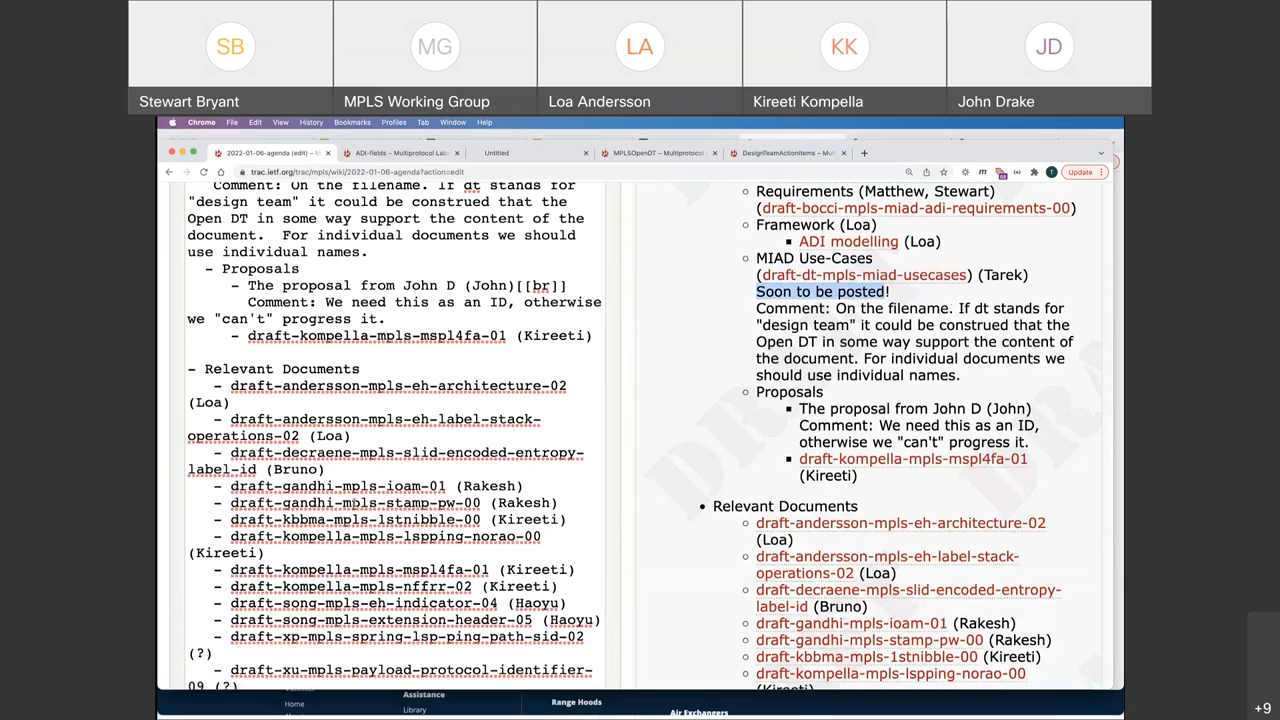 SB
MG
LA
KK
JD
Stewart Bryant
MPLS Working Group
Loa Andersson
Kireeti Kompella
John Drake
Chrome File Edit View History Bookmarks Profiles Tab Window Help
2022-01-06-agenda (edit) – M
ADI-fields – Multiprotocol Lab
Untitled
MPLSOpenDT – Multiprotocol
DesignTeamActionItems – Mul
trac.ietf.org/trac/mpls/wiki/2022-01-06-agenda?action=edit
Update
Comment: On the filename. If dt stands for
"design team" it could be construed that the
Open DT in some way support the content of
the document.  For individual documents we should
use individual names.
- Proposals
- The proposal from John D (John)[[br]]
Comment: We need this as an ID, otherwise
we "can't" progress it.
- draft-kompella-mpls-mspl4fa-01 (Kireeti)
- Relevant Documents
- draft-andersson-mpls-eh-architecture-02
(Loa)
- draft-andersson-mpls-eh-label-stack-
operations-02 (Loa)
- draft-decraene-mpls-slid-encoded-entropy-
label-id (Bruno)
- draft-gandhi-mpls-ioam-01 (Rakesh)
- draft-gandhi-mpls-stamp-pw-00 (Rakesh)
- draft-kbbma-mpls-1stnibble-00 (Kireeti)
- draft-kompella-mpls-lspping-norao-00
(Kireeti)
- draft-kompella-mpls-mspl4fa-01 (Kireeti)
- draft-kompella-mpls-nffrr-02 (Kireeti)
- draft-song-mpls-eh-indicator-04 (Haoyu)
- draft-song-mpls-extension-header-05 (Haoyu)
- draft-xp-mpls-spring-lsp-ping-path-sid-02
(?)
- draft-xu-mpls-payload-protocol-identifier-
09 (?)
Requirements (Matthew, Stewart)
(draft-bocci-mpls-miad-adi-requirements-00)
Framework (Loa)
ADI modelling (Loa)
MIAD Use-Cases
(draft-dt-mpls-miad-usecases) (Tarek)
Soon to be posted!
Comment: On the filename. If dt stands for
"design team" it could be construed that the
Open DT in some way support the content of
the document. For individual documents we
should use individual names.
Proposals
The proposal from John D (John)
Comment: We need this as an ID,
otherwise we "can't" progress it.
draft-kompella-mpls-mspl4fa-01
(Kireeti)
Relevant Documents
draft-andersson-mpls-eh-architecture-02
(Loa)
draft-andersson-mpls-eh-label-stack-
operations-02 (Loa)
draft-decraene-mpls-slid-encoded-entropy-
label-id (Bruno)
draft-gandhi-mpls-ioam-01 (Rakesh)
draft-gandhi-mpls-stamp-pw-00 (Rakesh)
draft-kbbma-mpls-1stnibble-00 (Kireeti)
draft-kompella-mpls-lspping-norao-00
(Kireeti)
Home
Assistance
Library
Range Hoods
Air Exchangers
+9